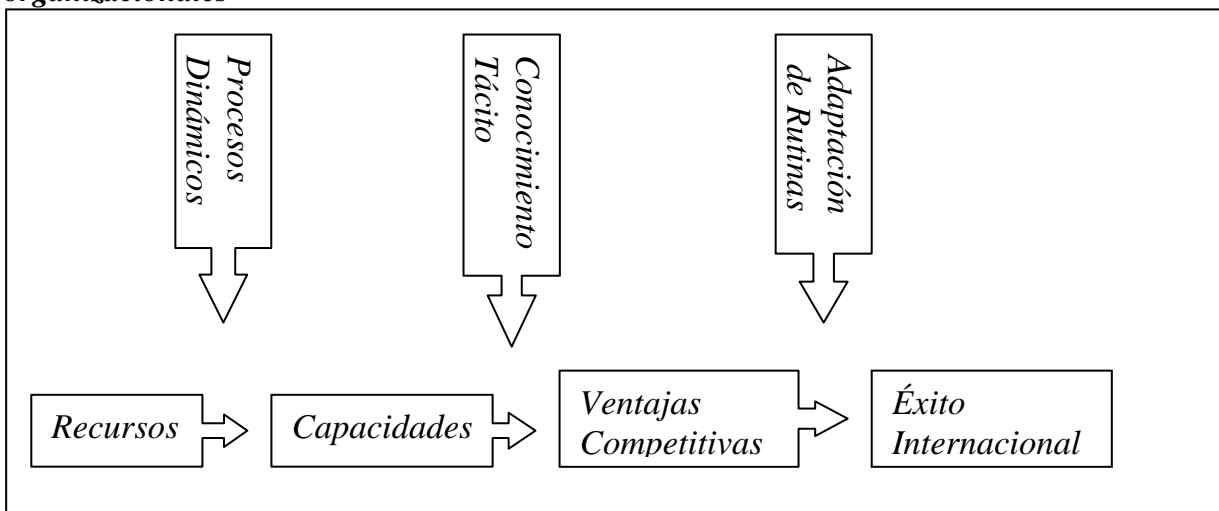 organizacionales
Procesos
Dinámicos
Conocimiento
Tácito
Adaptación
de Rutinas
Recursos
Capacidades
Ventajas
Competitivas
Éxito
Internacional